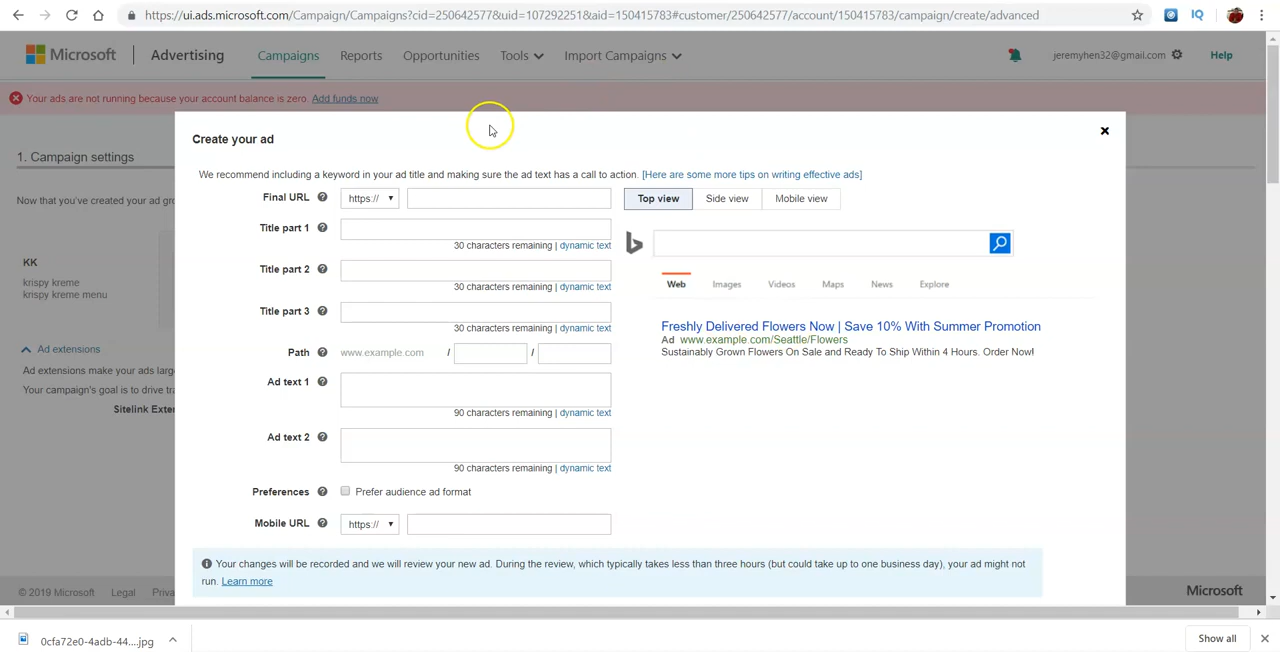 https://ui.ads.microsoft.com/Campaign/Campaigns?cid=250642577&uid=107292251&aid=150415783#customer/250642577/account/150415783/campaign/create/advanced
IQ
Microsoft | Advertising Campaigns Reports Opportunities Tools Import Campaigns jeremyhen32@gmail.com Help
Your ads are not running because your account balance is zero. Add funds now
Create your ad
1. Campaign settings
We recommend including a keyword in your ad title and making sure the ad text has a call to action. [Here are some more tips on writing effective ads]
Now that you've created your ad gr
Final URL https:// Top view Side view Mobile view
Title part 1
30 characters remaining | dynamic text
KK
krispy kreme
krispy kreme menu
Title part 2
30 characters remaining | dynamic text
Web Images Videos Maps News Explore
Title part 3
30 characters remaining | dynamic text
Freshly Delivered Flowers Now | Save 10% With Summer Promotion
Ad www.example.com/Seattle/Flowers
Sustainably Grown Flowers On Sale and Ready To Ship Within 4 Hours. Order Now!
Path www.example.com / /
Ad extensions
Ad extensions make your ads larg
Your campaign's goal is to drive tra
Sitelink Exter
Ad text 1
90 characters remaining | dynamic text
Ad text 2
90 characters remaining | dynamic text
Preferences Prefer audience ad format
Mobile URL https://
Your changes will be recorded and we will review your new ad. During the review, which typically takes less than three hours (but could take up to one business day), your ad might not
run. Learn more
© 2019 Microsoft Legal Priva
Microsoft
0cfa72e0-4adb-44....jpg
Show all